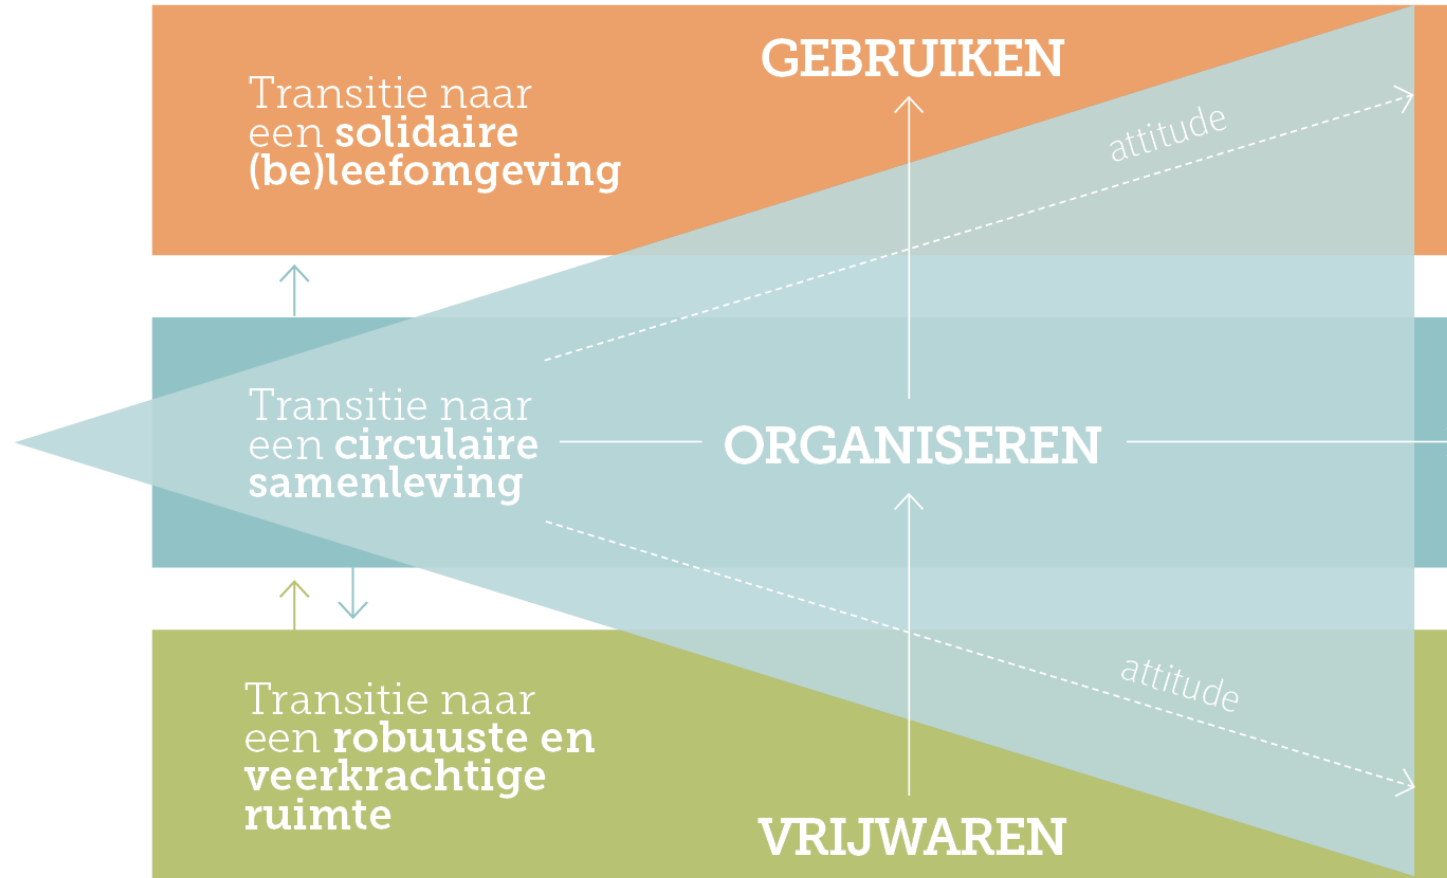 Transitie naar
een solidaire
(be)leefomgeving
GEBRUIKEN
attitude
Transitie naar
een circulaire
samenleving
ORGANISEREN
attitude
Transitie naar
een robuuste en
veerkrachtige
ruimte
VRIJWAREN